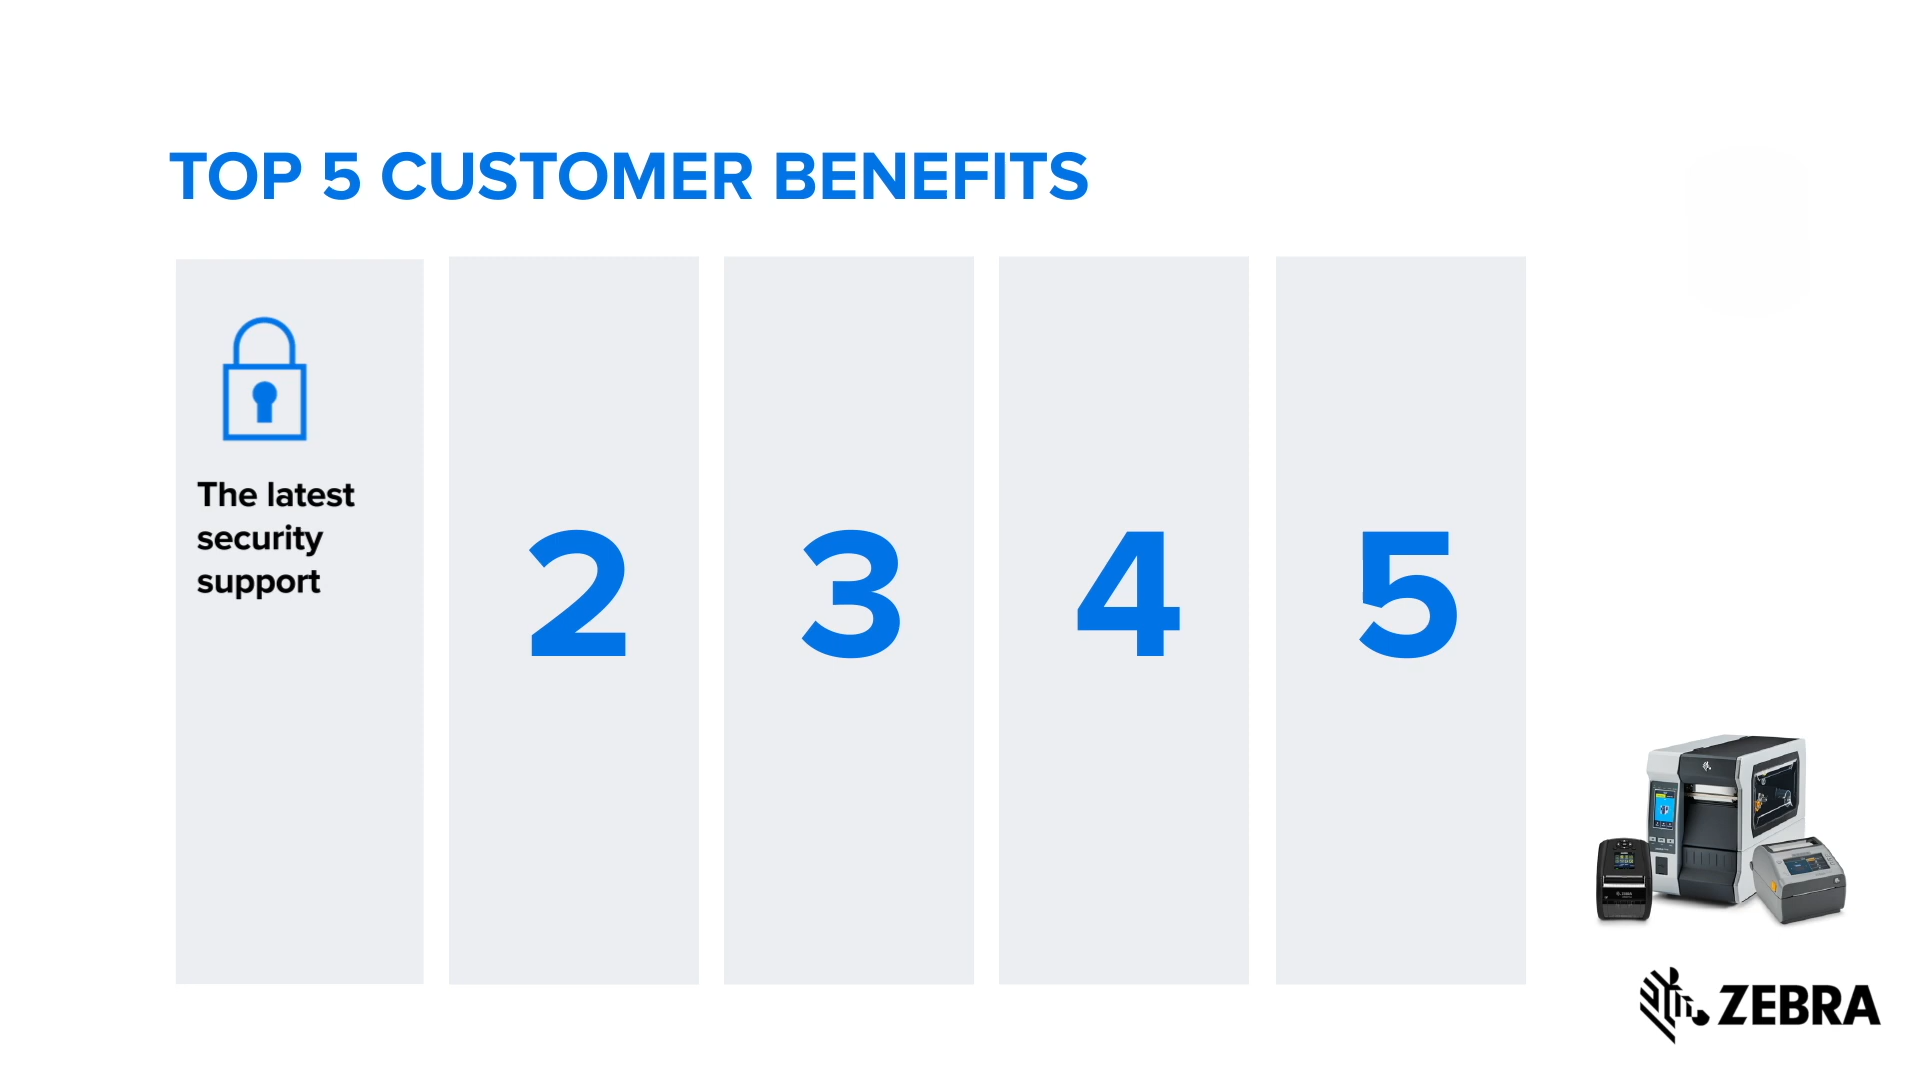 TOP 5 CUSTOMER BENEFITS
The latest
security
support
2
3
4
5
ZEBRA